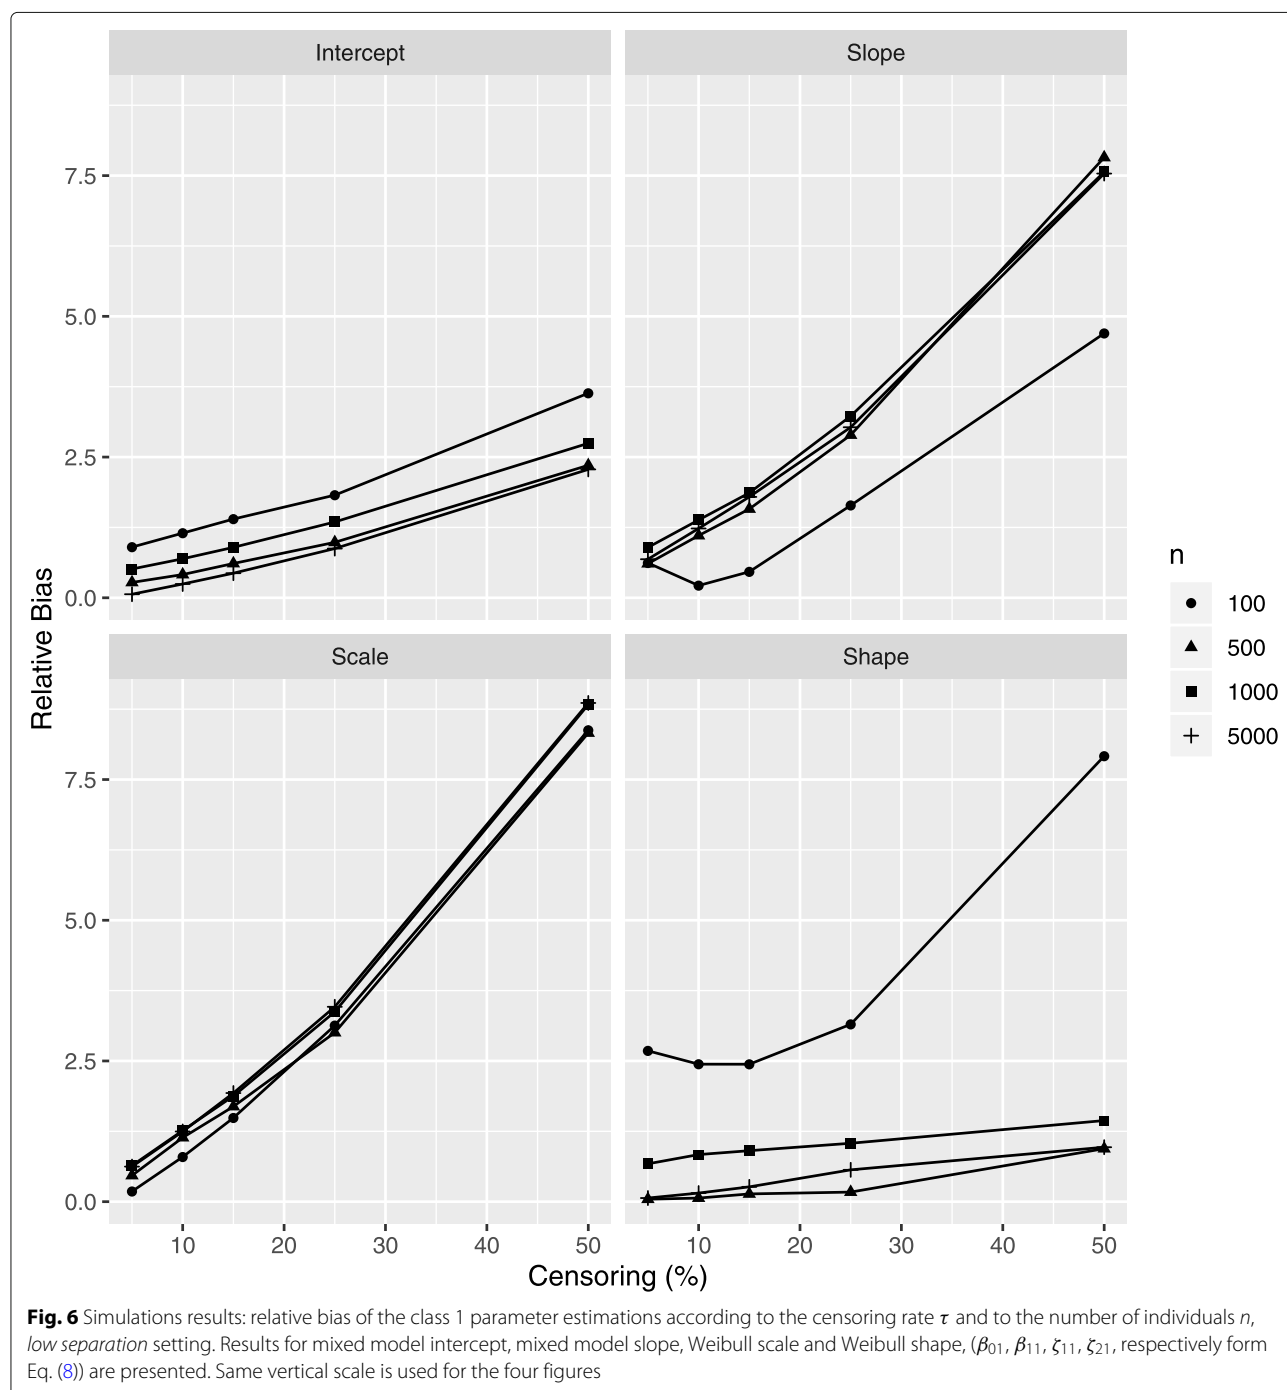 Intercept
Slope
7.5
5.0
2.5
0.0
Scale
Shape
7.5
5.0
2.5
0.0
10 20 30 40 50
10 20 30 40 50
Relative Bias
Censoring (%)
n
100
500
1000
5000
Fig. 6 Simulations results: relative bias of the class 1 parameter estimations according to the censoring rate τ and to the number of individuals n,
low separation setting. Results for mixed model intercept, mixed model slope, Weibull scale and Weibull shape, (β01, β11, ζ11, ζ21, respectively form
Eq. (8)) are presented. Same vertical scale is used for the four figures